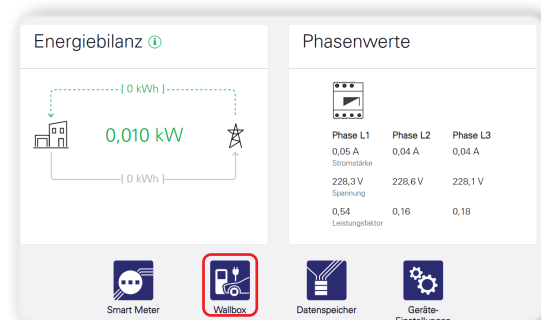 Energiebilanz
[ 0 kWh ]
0,010 kW
[ 0 kWh ]
Phasenwerte
Phase L1 Phase L2 Phase L3
0,05 A 0,04 A 0,04 A
Stromstärke
228,3 V 228,6 V 228,1 V
Spannung
0,54 0,16 0,18
Leistungsfaktor
Smart Meter Wallbox Datenspeicher Geräte-
Einstellungen